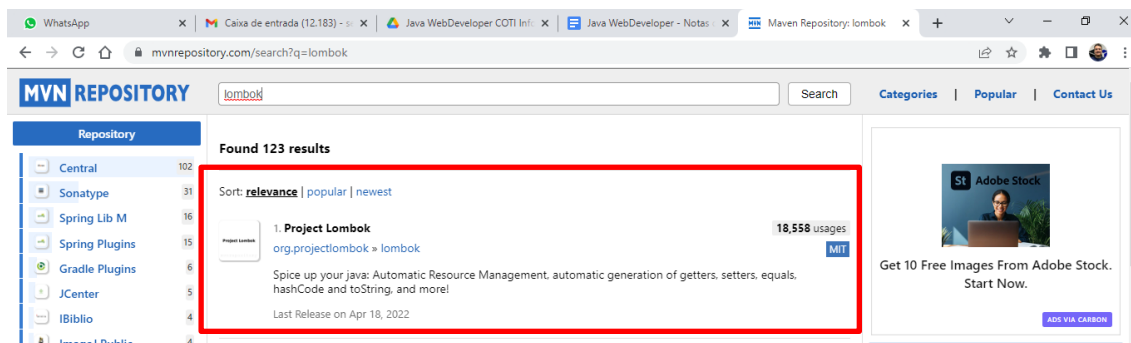 WhatsApp
Caixa de entrada (12.183) - se
Java WebDeveloper COTI Info
Java WebDeveloper - Notas
Maven Repository: lombok
mvnrepository.com/search?q=lombok
MVN REPOSITORY
lombok
Search
Categories | Popular | Contact Us
Repository
Central 102
Sonatype 31
Spring Lib M 16
Spring Plugins 15
Gradle Plugins 6
JCenter 5
IBiblio 4
Found 123 results
Sort: relevance | popular | newest
Project Lombok
1. Project Lombok
18,558 usages
org.projectlombok » lombok
MIT
Spice up your java: Automatic Resource Management, automatic generation of getters, setters, equals,
hashCode and toString, and more!
Last Release on Apr 18, 2022
St Adobe Stock
Get 10 Free Images From Adobe Stock.
Start Now.
ADS VIA CARBON